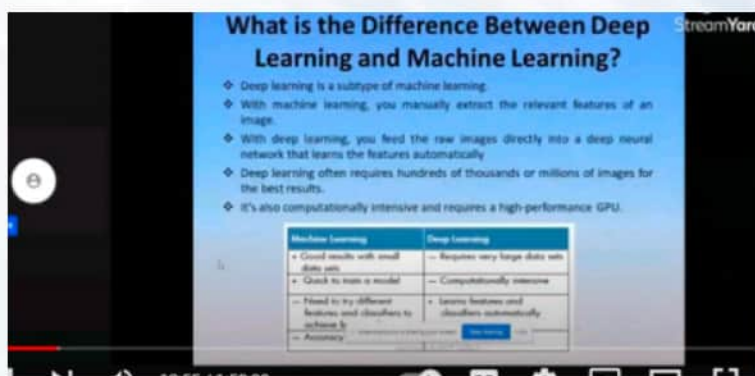 What is the Difference Between Deep
Learning and Machine Learning?
StreamYard
❖ Deep learning is a subtype of machine learning.
❖ With machine learning, you manually extract the relevant features of an
image.
❖ With deep learning, you feed the raw images directly into a deep neural
network that learns the features automatically
❖ Deep learning often requires hundreds of thousands or millions of images for
the best results.
❖ It's also computationally intensive and requires a high-performance GPU.
Machine Learning
Deep Learning
+ Good results with small
data sets
— Requires very large data sets
+ Quick to train a model
— Computationally intensive
— Need to try different
features and classifiers to
achieve b
+ Learns features and
classifiers automatically
— Accuracy